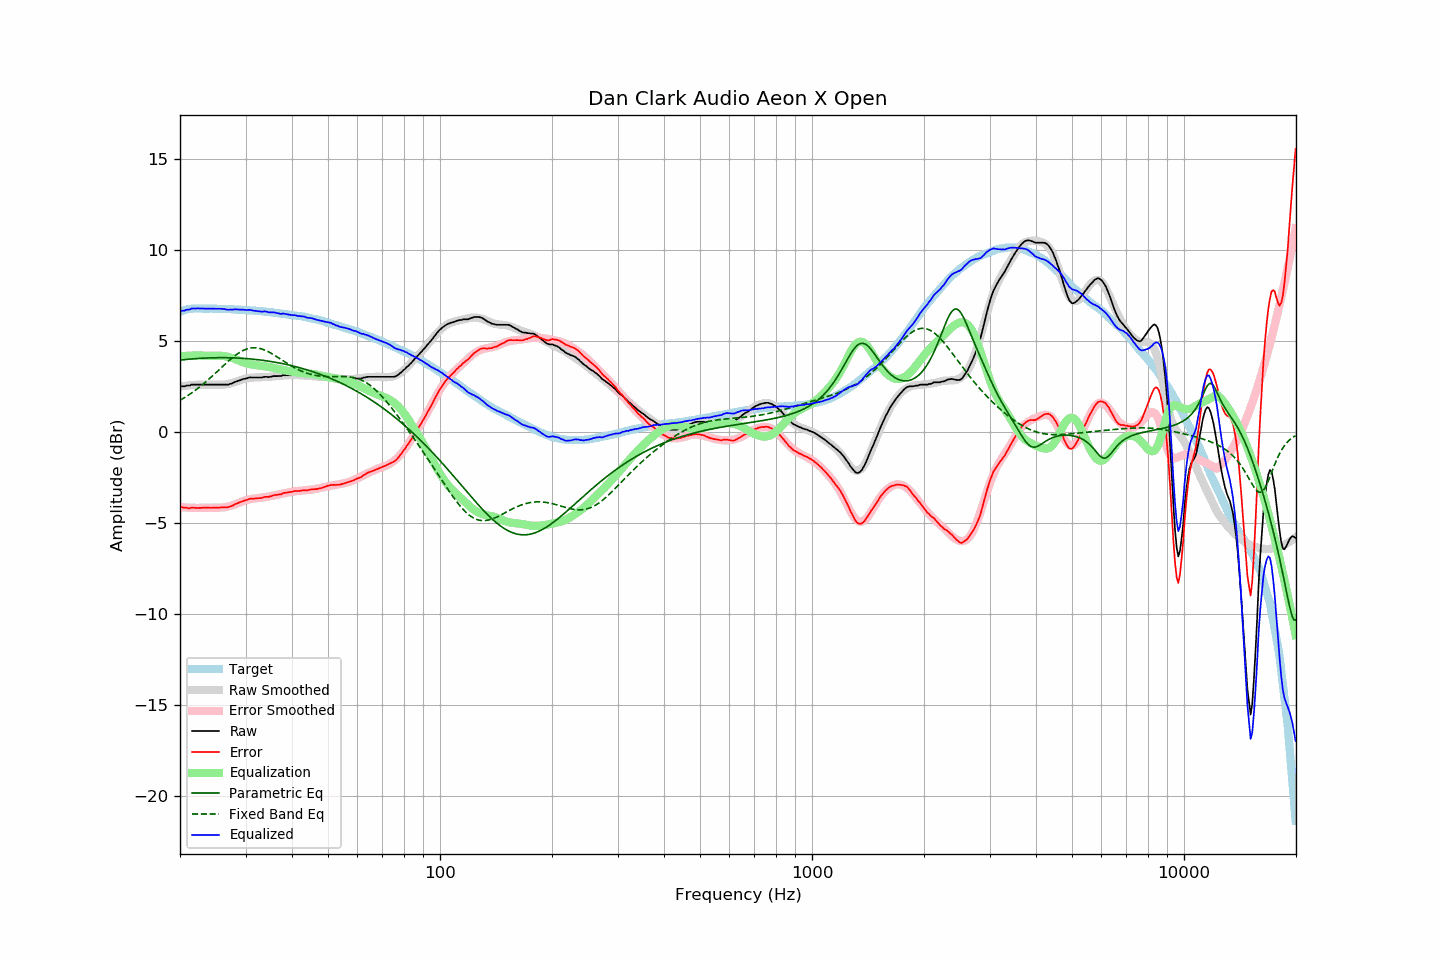 Dan Clark Audio Aeon X Open
Amplitude (dBr)
15
10
5
0
−5
−10
−15
−20
Target
Raw Smoothed
Error Smoothed
Raw
Error
Equalization
Parametric Eq
Fixed Band Eq
Equalized
100
1000
10000
Frequency (Hz)